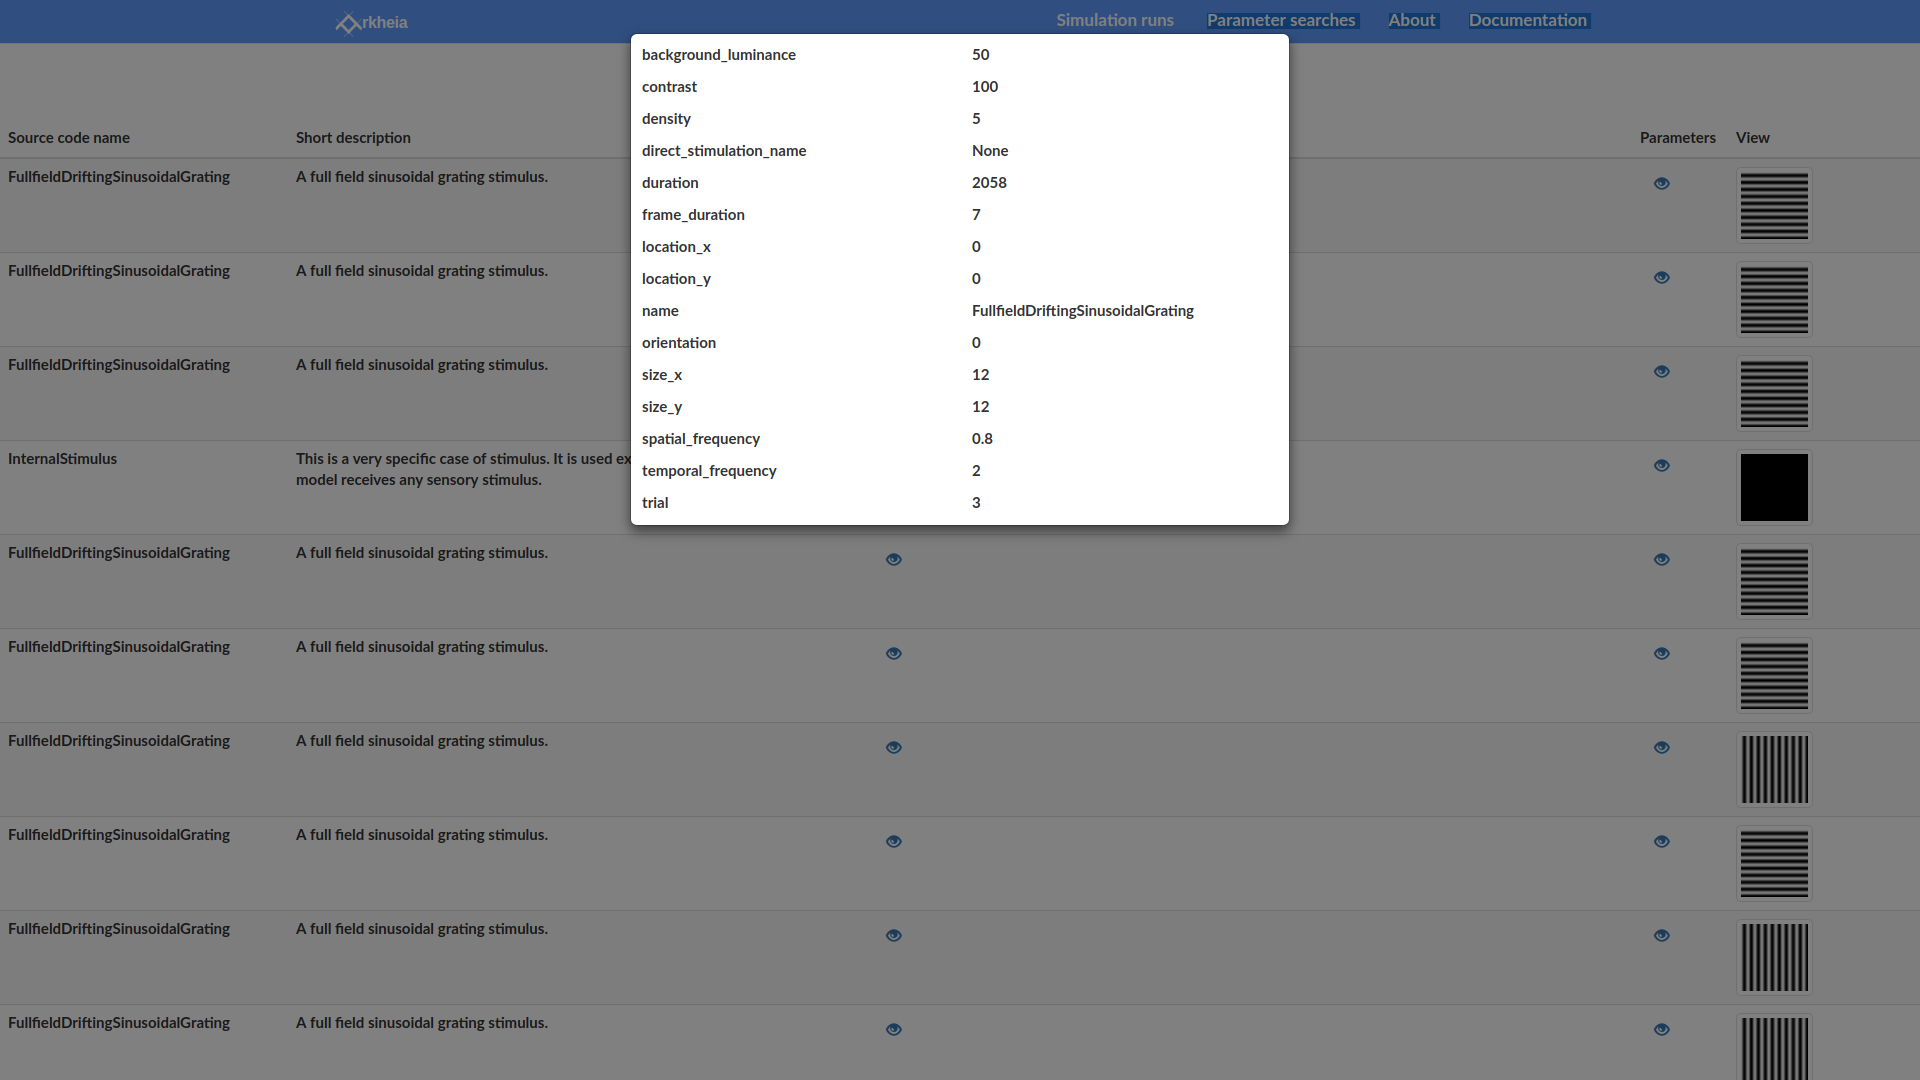 rkheia Simulation runs Parameter searches About Documentation
background_luminance 50
contrast 100
density 5
direct_stimulation_name None
duration 2058
frame_duration 7
location_x 0
location_y 0
name FullfieldDriftingSinusoidalGrating
orientation 0
size_x 12
size_y 12
spatial_frequency 0.8
temporal_frequency 2
trial 3
Source code name Short description Parameters View
FullfieldDriftingSinusoidalGrating A full field sinusoidal grating stimulus.
FullfieldDriftingSinusoidalGrating A full field sinusoidal grating stimulus.
FullfieldDriftingSinusoidalGrating A full field sinusoidal grating stimulus.
InternalStimulus This is a very specific case of stimulus. It is used
model receives any sensory stimulus.
FullfieldDriftingSinusoidalGrating A full field sinusoidal grating stimulus.
FullfieldDriftingSinusoidalGrating A full field sinusoidal grating stimulus.
FullfieldDriftingSinusoidalGrating A full field sinusoidal grating stimulus.
FullfieldDriftingSinusoidalGrating A full field sinusoidal grating stimulus.
FullfieldDriftingSinusoidalGrating A full field sinusoidal grating stimulus.
FullfieldDriftingSinusoidalGrating A full field sinusoidal grating stimulus.